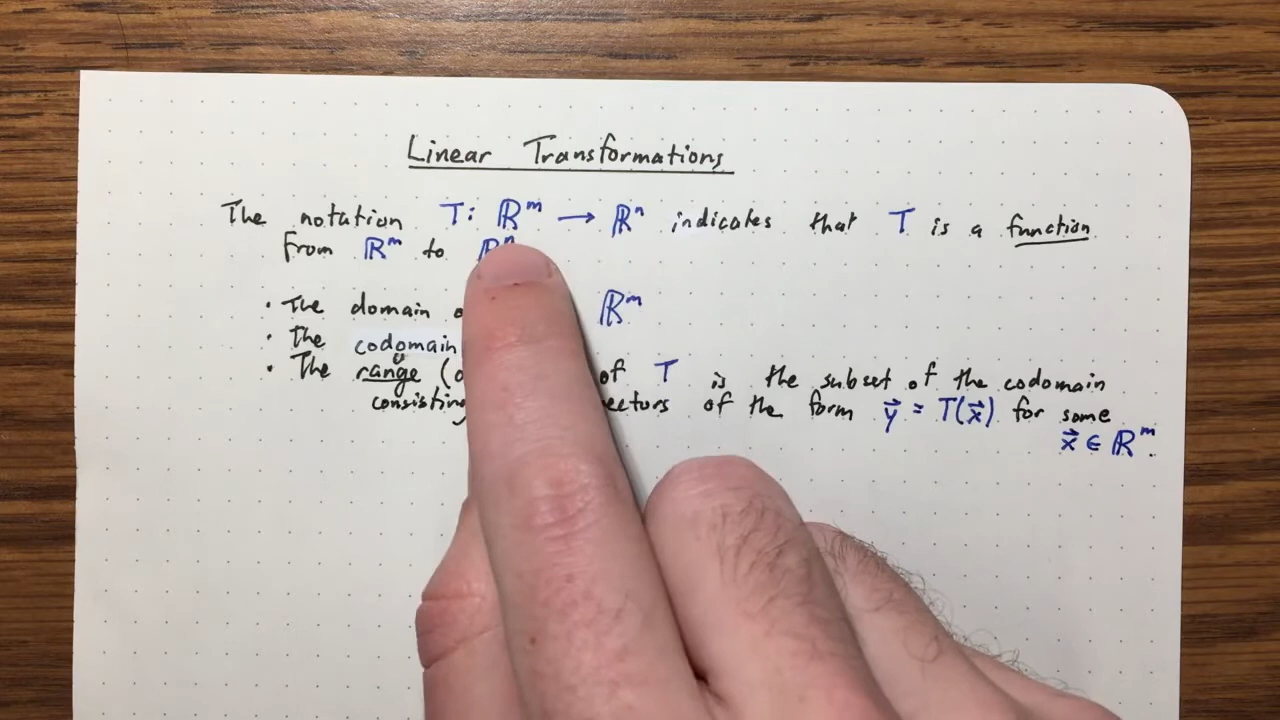 Linear Transformations
The notation T: ℝᵐ → ℝⁿ indicates that T is a function
from ℝᵐ to ℝⁿ
• The domain ℝᵐ
• The codomain
• The range of T is the subset of the codomain
consisting of the form y⃗ = T(x⃗) for some
x⃗ ∈ ℝᵐ.